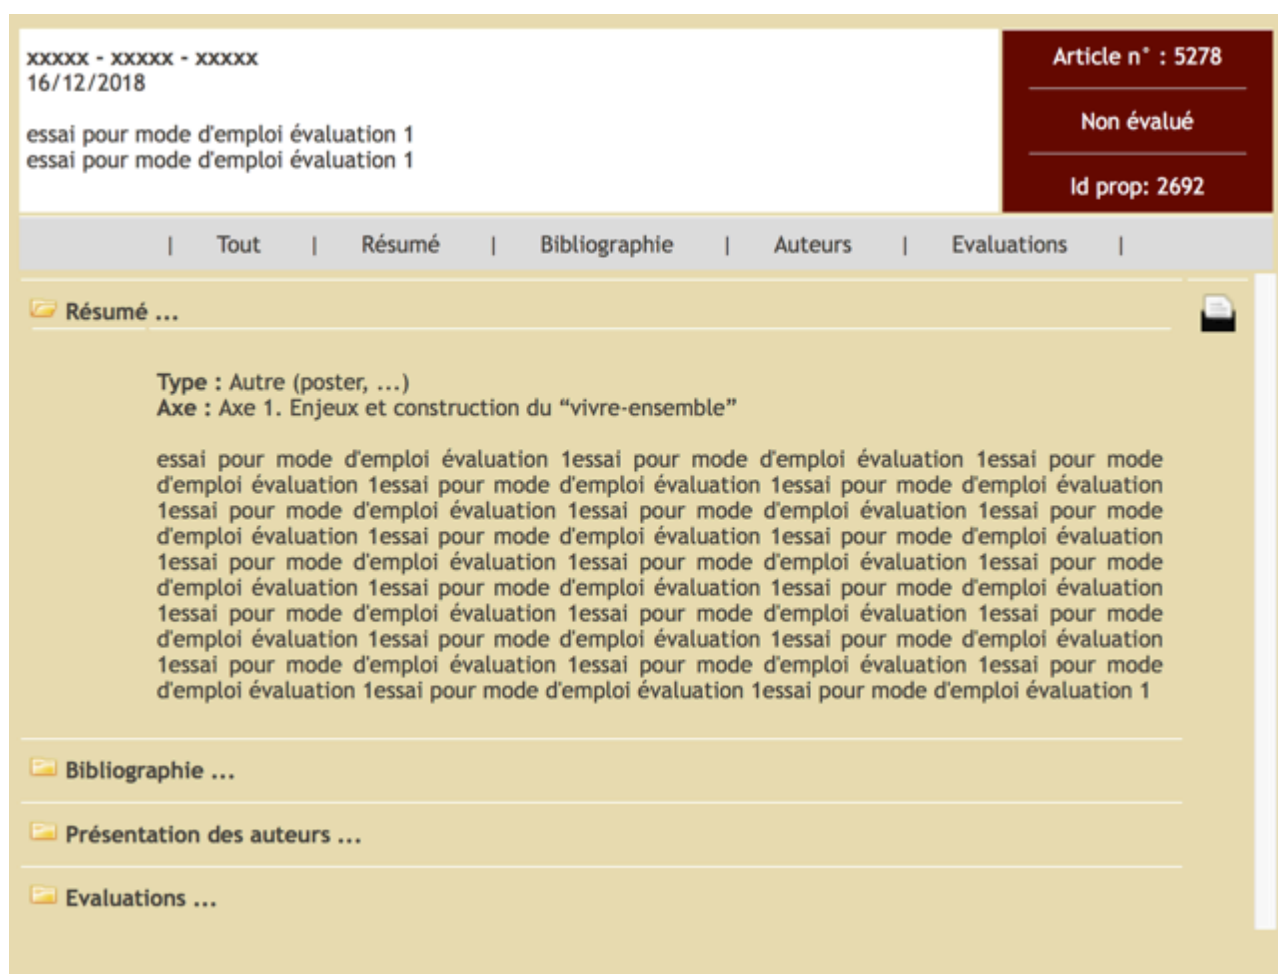 xxxxx - xxxxx - xxxxx
16/12/2018
essai pour mode d'emploi évaluation 1
essai pour mode d'emploi évaluation 1
Article n° : 5278
Non évalué
Id prop: 2692
| Tout | Résumé | Bibliographie | Auteurs | Evaluations |
Résumé ...
Type : Autre (poster, ...)
Axe : Axe 1. Enjeux et construction du “vivre-ensemble”
essai pour mode d'emploi évaluation 1essai pour mode d'emploi évaluation 1essai pour mode
d'emploi évaluation 1essai pour mode d'emploi évaluation 1essai pour mode d'emploi évaluation
1essai pour mode d'emploi évaluation 1essai pour mode d'emploi évaluation 1essai pour mode
d'emploi évaluation 1essai pour mode d'emploi évaluation 1essai pour mode d'emploi évaluation
1essai pour mode d'emploi évaluation 1essai pour mode d'emploi évaluation 1essai pour mode
d'emploi évaluation 1essai pour mode d'emploi évaluation 1essai pour mode d'emploi évaluation
1essai pour mode d'emploi évaluation 1essai pour mode d'emploi évaluation 1essai pour mode
d'emploi évaluation 1essai pour mode d'emploi évaluation 1essai pour mode d'emploi évaluation
1essai pour mode d'emploi évaluation 1essai pour mode d'emploi évaluation 1essai pour mode
d'emploi évaluation 1essai pour mode d'emploi évaluation 1essai pour mode d'emploi évaluation 1
Bibliographie ...
Présentation des auteurs ...
Evaluations ...